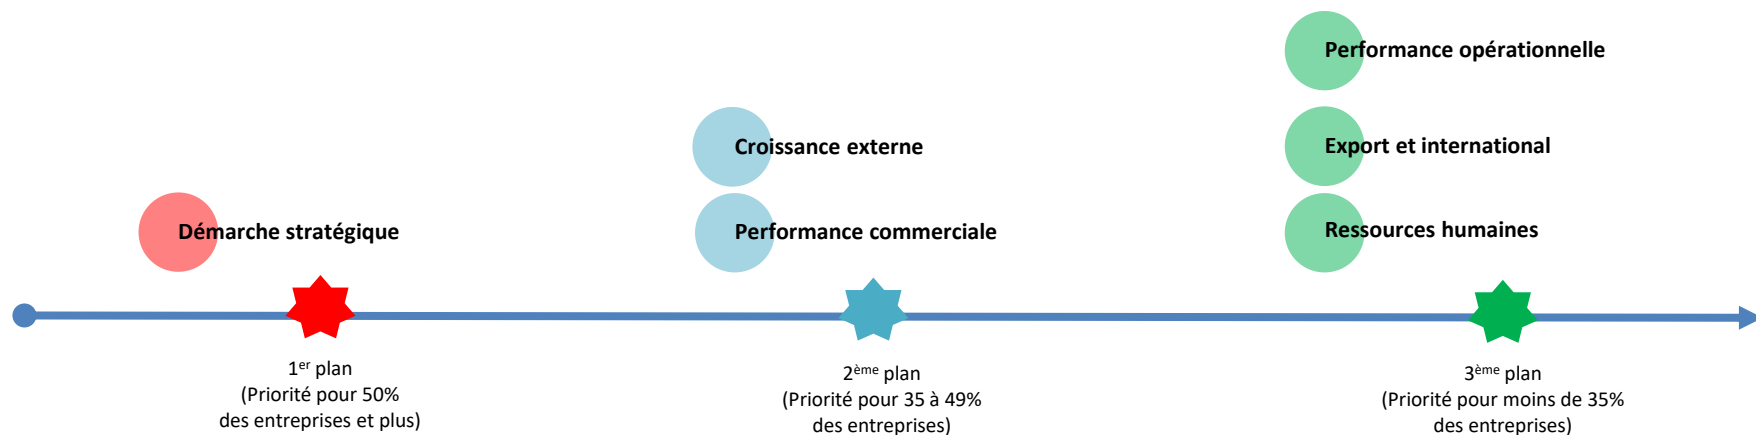 Performance opérationnelle
Croissance externe
Export et international
Démarche stratégique
Performance commerciale
Ressources humaines
1er plan
(Priorité pour 50%
des entreprises et plus)
2ème plan
(Priorité pour 35 à 49%
des entreprises)
3ème plan
(Priorité pour moins de 35%
des entreprises)